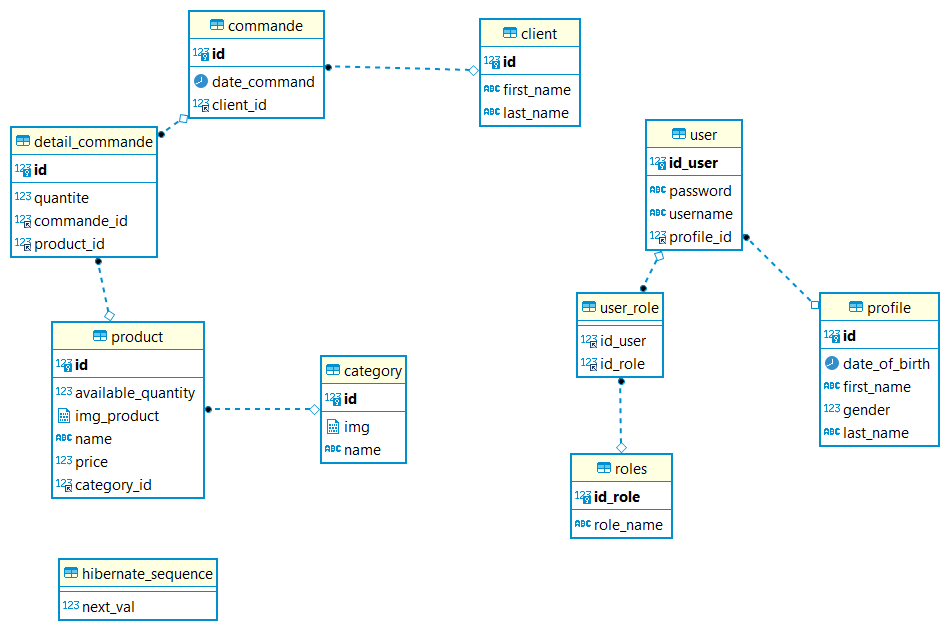 commande
id
date_command
client_id
client
id
first_name
last_name
detail_commande
id
quantite
commande_id
product_id
user
id_user
password
username
profile_id
user_role
id_user
id_role
profile
id
date_of_birth
first_name
gender
last_name
product
id
available_quantity
img_product
name
price
category_id
category
id
img
name
roles
id_role
role_name
hibernate_sequence
next_val